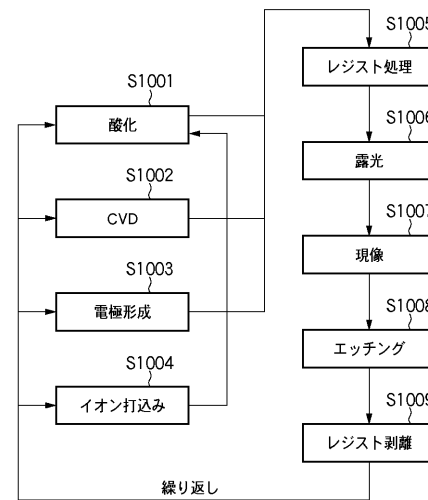 S1001
酸化
S1002
CVD
S1003
電極形成
S1004
イオン打込み
S1005
レジスト処理
S1006
露光
S1007
現像
S1008
エッチング
S1009
レジスト剥離
繰り返し